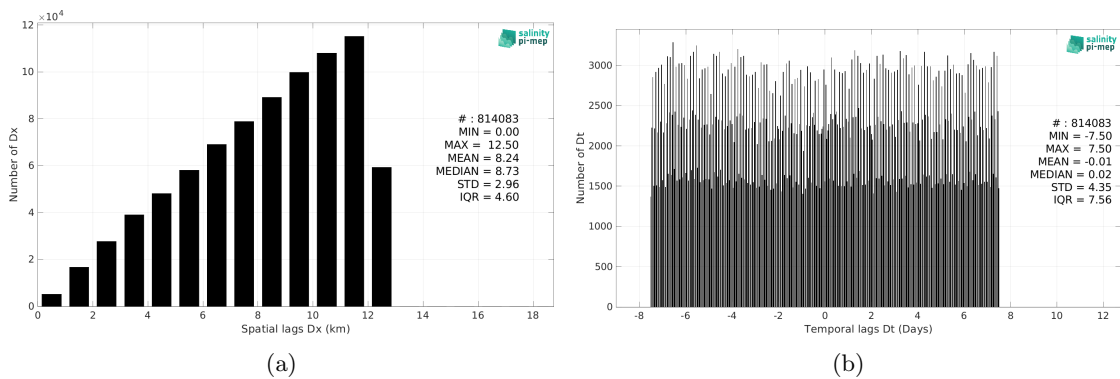 ×10⁴
12
10
8
6
4
2
0
Number of Dx
0 2 4 6 8 10 12 14 16 18
Spatial lags Dx (km)
salinity
pi-mep
# : 814083
MIN = 0.00
MAX = 12.50
MEAN = 8.24
MEDIAN = 8.73
STD = 2.96
IQR = 4.60
(a)
3000
2500
2000
1500
1000
500
0
Number of Dt
-8 -6 -4 -2 0 2 4 6 8 10 12
Temporal lags Dt (Days)
salinity
pi-mep
# : 814083
MIN = -7.50
MAX = 7.50
MEAN = -0.01
MEDIAN = 0.02
STD = 4.35
IQR = 7.56
(b)